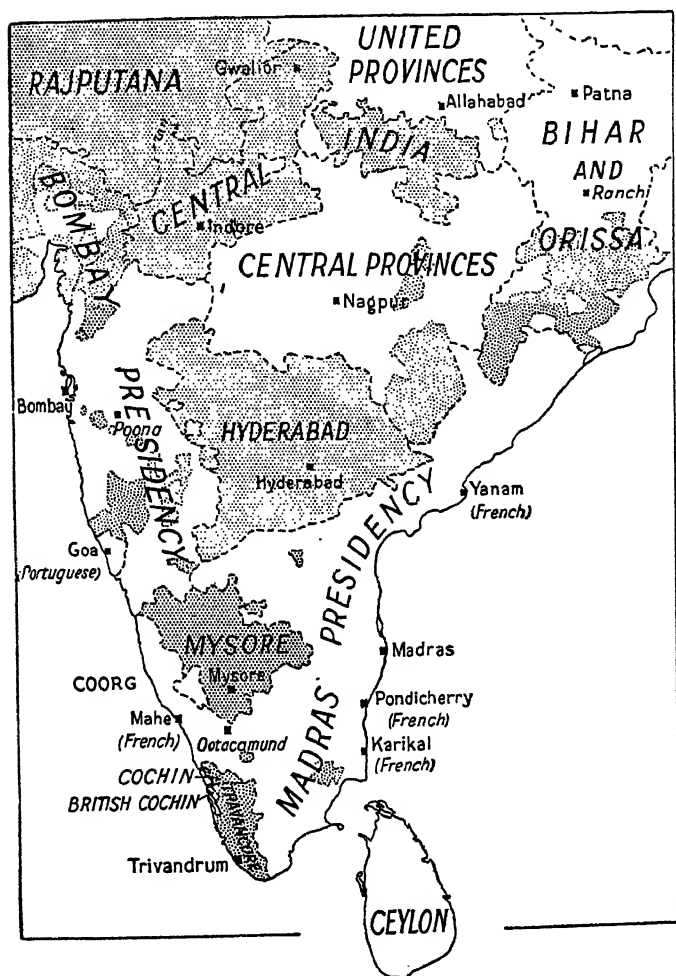 UNITED
PROVINCES
RAJPUTANA
Gwalior
Allahabad
Patna
BIHAR
AND
Ranchi
ORISSA
CENTRAL INDIA
Indore
BOMBAY PRESIDENCY
CENTRAL PROVINCES
Nagpur
Bombay
Poona
HYDERABAD
Hyderabad
Yanam
(French)
Goa
(Portuguese)
MADRAS PRESIDENCY
MYSORE
Mysore
Madras
COORG
Mahe
(French)
Ootacamund
Pondicherry
(French)
Karikal
(French)
COCHIN
BRITISH COCHIN
TRAVANCORE
Trivandrum
CEYLON